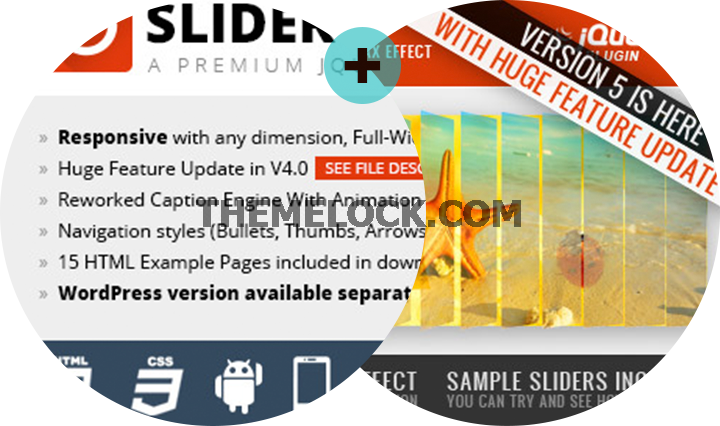 SLIDER
A PREMIUM JQ
» Responsive with any dimension, Full-Wi
» Huge Feature Update in V4.0 SEE FILE DESC
» Reworked Caption Engine With Animation
» Navigation styles (Bullets, Thumbs, Arrows
» 15 HTML Example Pages included in down
» WordPress version available separat
HTML
CSS
+
EFFECT
VERSION 5 IS HERE
WITH HUGE FEATURE UPDATE
THEMELOCK.COM
SAMPLE SLIDERS INC
YOU CAN TRY AND SEE HO